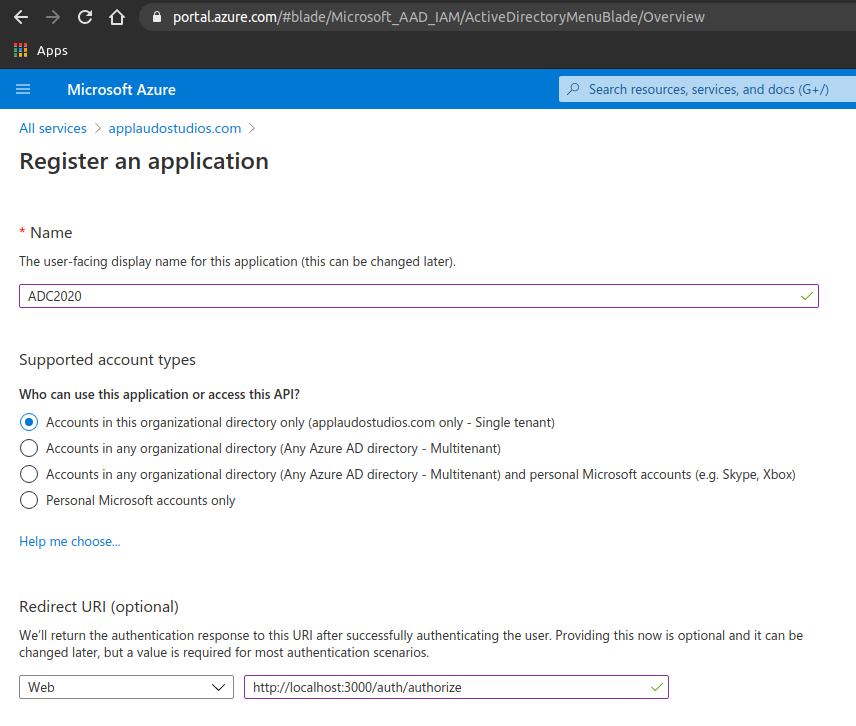 portal.azure.com/#blade/Microsoft_AAD_IAM/ActiveDirectoryMenuBlade/Overview
Apps
Microsoft Azure
Search resources, services, and docs (G+/)
All services > applaudostudios.com >
Register an application
* Name
The user-facing display name for this application (this can be changed later).
ADC2020
Supported account types
Who can use this application or access this API?
Accounts in this organizational directory only (applaudostudios.com only - Single tenant)
Accounts in any organizational directory (Any Azure AD directory - Multitenant)
Accounts in any organizational directory (Any Azure AD directory - Multitenant) and personal Microsoft accounts (e.g. Skype, Xbox)
Personal Microsoft accounts only
Help me choose...
Redirect URI (optional)
We'll return the authentication response to this URI after successfully authenticating the user. Providing this now is optional and it can be
changed later, but a value is required for most authentication scenarios.
Web
http://localhost:3000/auth/authorize